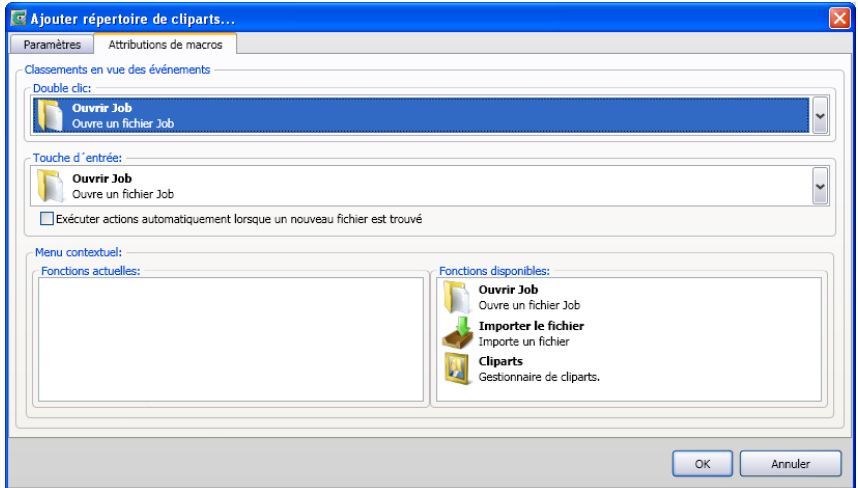 Ajouter répertoire de cliparts...
Paramètres
Attributions de macros
Classements en vue des événements
Double clic:
Ouvrir Job
Ouvre un fichier Job
Touche d´entrée:
Ouvrir Job
Ouvre un fichier Job
Exécuter actions automatiquement lorsque un nouveau fichier est trouvé
Menu contextuel:
Fonctions actuelles:
Fonctions disponibles:
Ouvrir Job
Ouvre un fichier Job
Importer le fichier
Importe un fichier
Cliparts
Gestionnaire de cliparts.
OK
Annuler